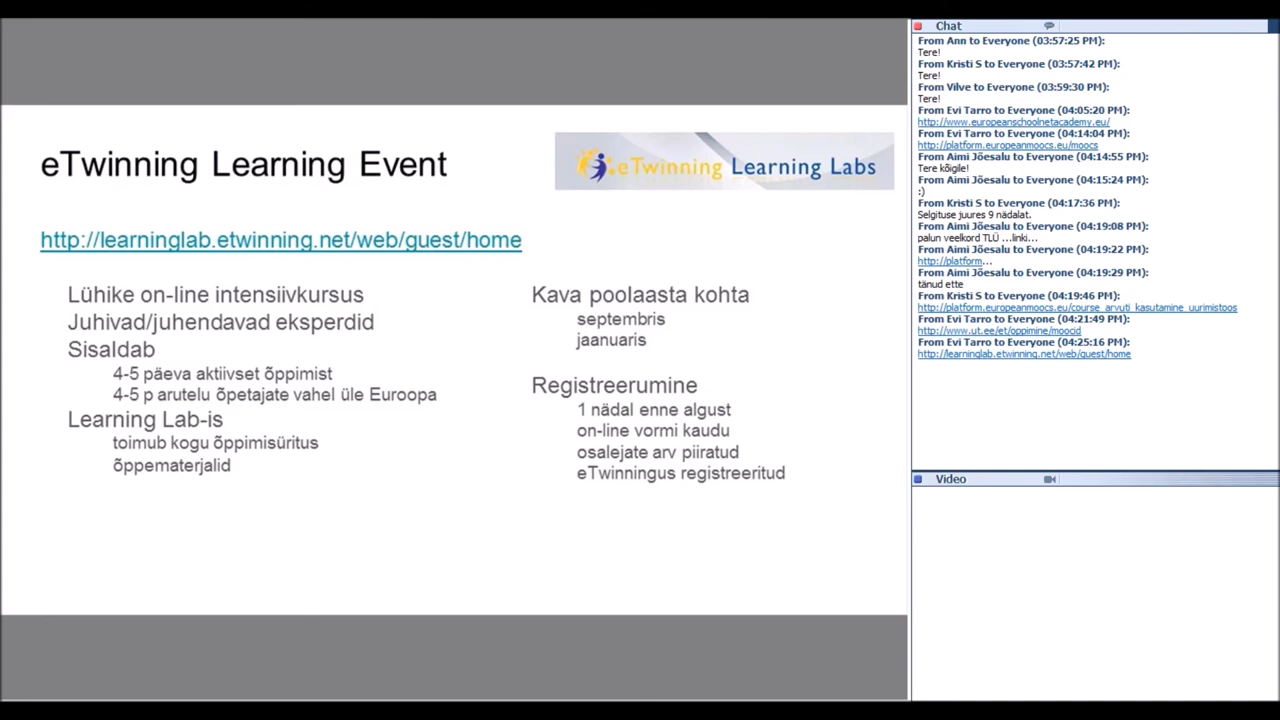 eTwinning Learning Event
eTwinning Learning Labs
http://learninglab.etwinning.net/web/guest/home
Lühike on-line intensiivkursus
Juhivad/juhendavad eksperdid
Sisaldab
4-5 päeva aktiivset õppimist
4-5 p arutelu õpetajate vahel üle Euroopa
Learning Lab-is
toimub kogu õppimisüritus
õppematerjalid
Kava poolaasta kohta
septembris
jaanuaris
Registreerumine
1 nädal enne algust
on-line vormi kaudu
osalejate arv piiratud
eTwinningus registreeritud
Chat
From Ann to Everyone (03:57:25 PM):
Tere!
From Kristi S to Everyone (03:57:42 PM):
Tere!
From Vilve to Everyone (03:59:30 PM):
Tere!
From Evi Tarro to Everyone (04:05:20 PM):
http://www.europeanschoolnetacademy.eu/
From Evi Tarro to Everyone (04:14:04 PM):
http://platform.europeanmoocs.eu/moocs
From Aimi Jõesalu to Everyone (04:14:55 PM):
Tere kõigile!
From Aimi Jõesalu to Everyone (04:15:24 PM):
:)
From Kristi S to Everyone (04:17:36 PM):
Selgituse juures 9 nädalat.
From Aimi Jõesalu to Everyone (04:19:08 PM):
palun veelkord TLÜ ...linki...
From Aimi Jõesalu to Everyone (04:19:22 PM):
http://platform...
From Aimi Jõesalu to Everyone (04:19:29 PM):
tänud ette
From Kristi S to Everyone (04:19:46 PM):
http://platform.europeanmoocs.eu/course_arvuti_kasutamine_uurimistoos
From Evi Tarro to Everyone (04:21:49 PM):
http://www.ut.ee/et/oppimine/moocid
From Evi Tarro to Everyone (04:25:16 PM):
http://learninglab.etwinning.net/web/guest/home
Video